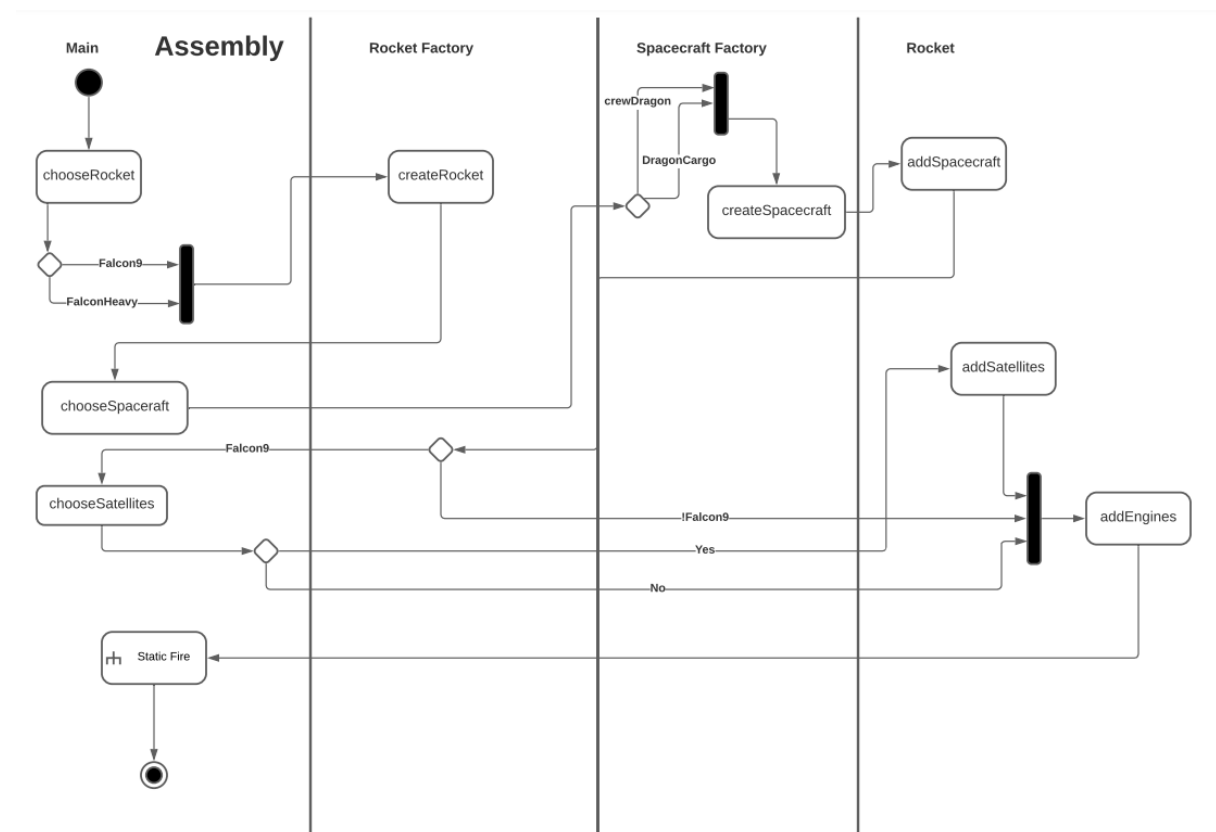 Main
Assembly
Rocket Factory
Spacecraft Factory
Rocket
crewDragon
DragonCargo
chooseRocket
createRocket
addSpacecraft
createSpacecraft
Falcon9
FalconHeavy
addSatellites
chooseSpaceraft
Falcon9
chooseSatellites
!Falcon9
addEngines
Yes
No
Static Fire